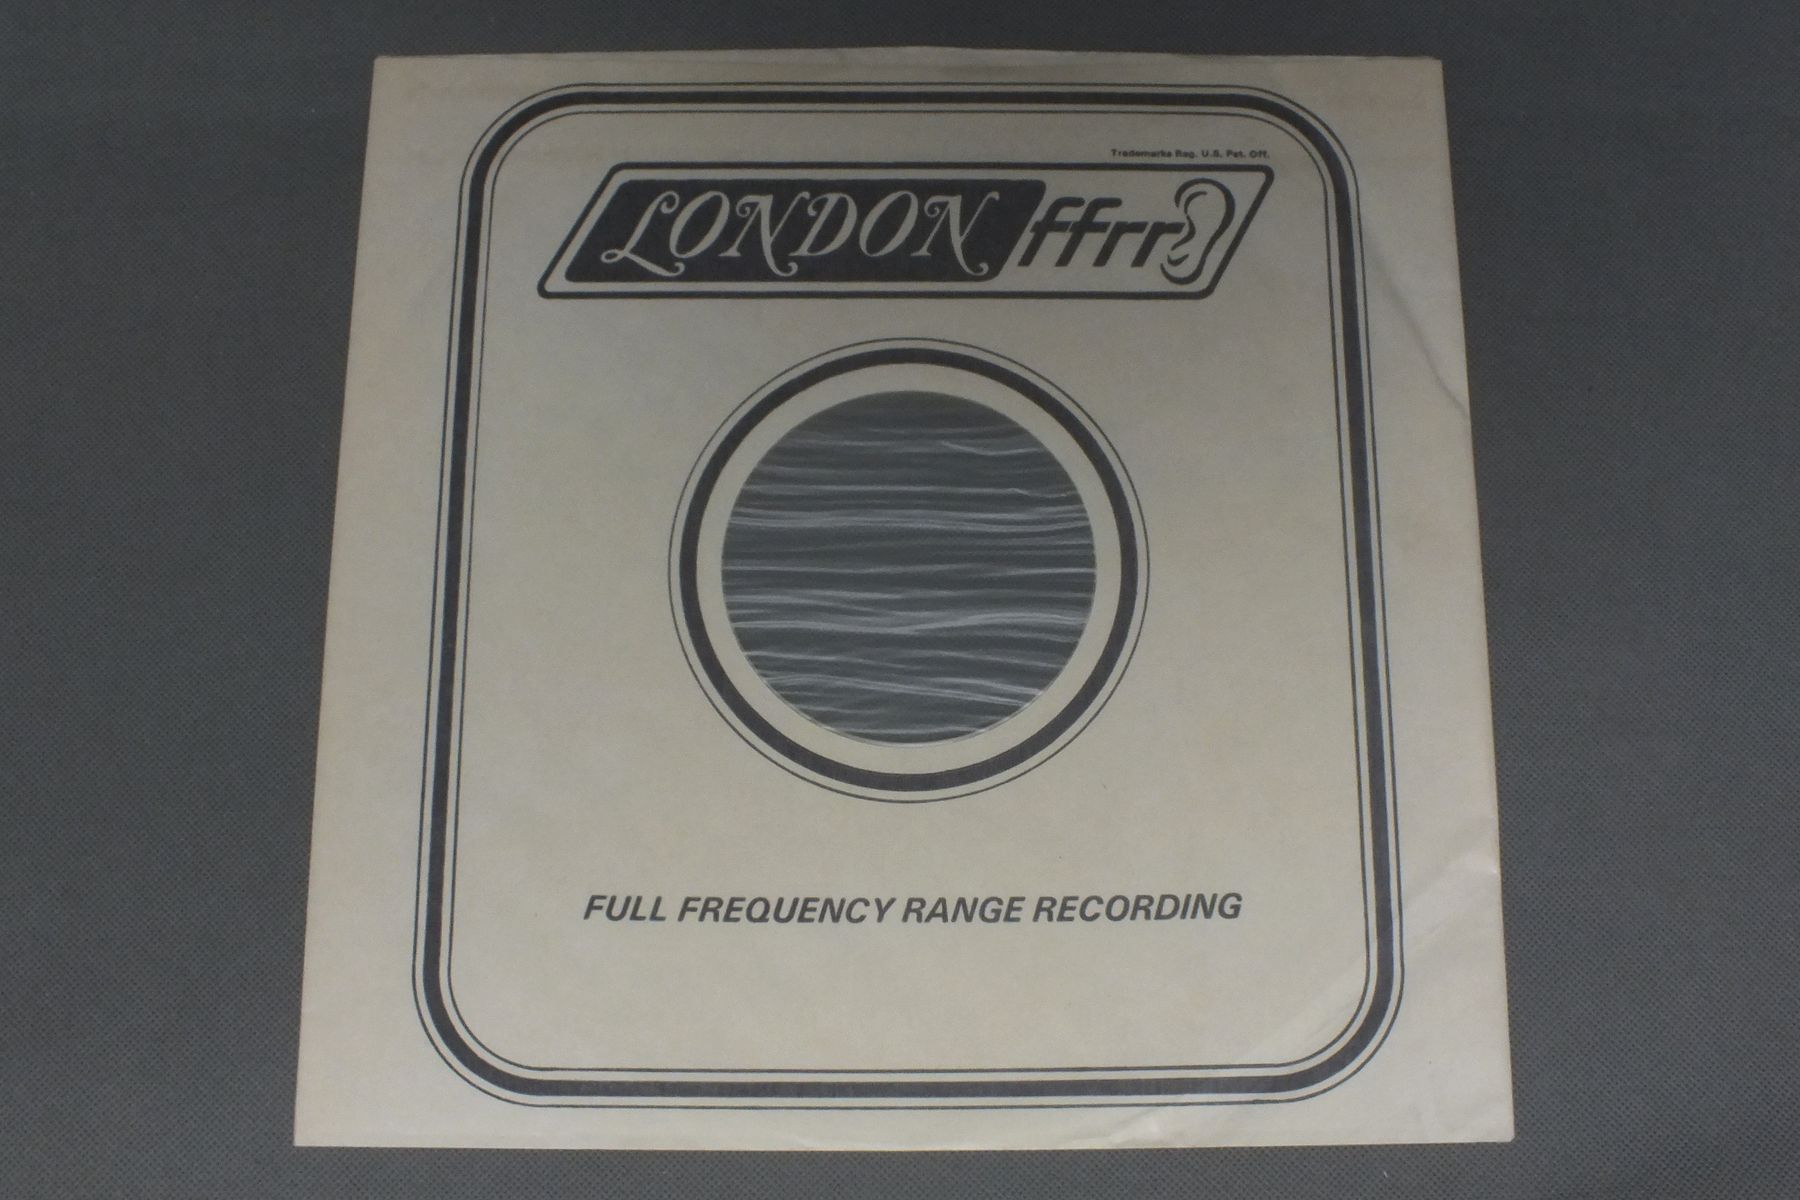 Trademarks Reg. U.S. Pat. Off.
LONDON ffrr
FULL FREQUENCY RANGE RECORDING